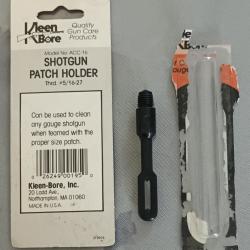 Kleen Bore
Quality
Gun Care
Products
Model No. ACC-16
SHOTGUN
PATCH HOLDER
Thrd. #5/16-27
Can be used to clean
any gauge shotgun
when teamed with the
proper size patch.
0 26249 00195 0
Kleen-Bore, Inc.
20 Ladd Ave.,
Northampton, MA 01060
MADE IN U.S.A.